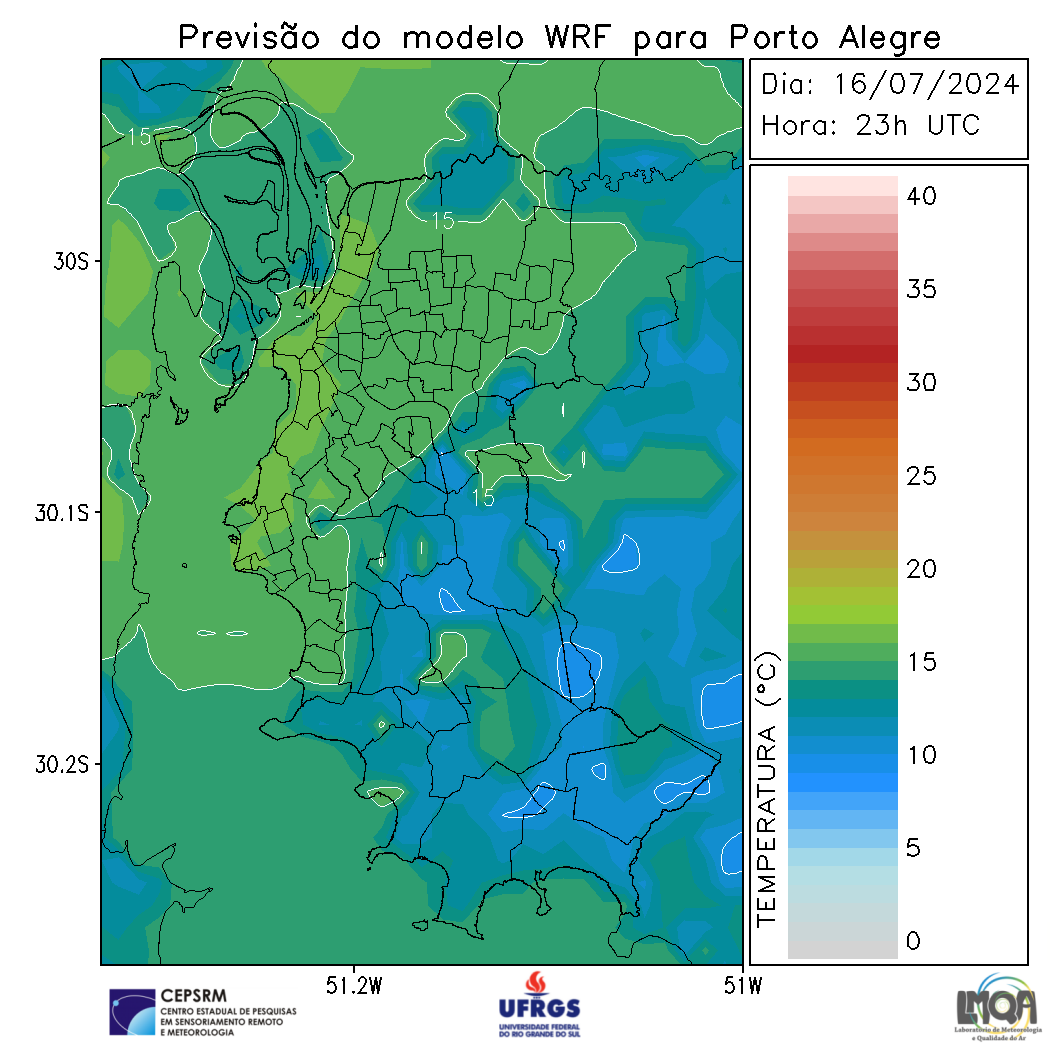 Previsão do modelo WRF para Porto Alegre
Dia: 16/07/2024
Hora: 23h UTC
15
15
15
30S
30.1S
30.2S
51.2W
51W
40
35
30
25
20
15
10
5
0
TEMPERATURA (°C)
CEPSRM
CENTRO ESTADUAL DE PESQUISAS
EM SENSORIAMENTO REMOTO
E METEOROLOGIA
UFRGS
UNIVERSIDADE FEDERAL
DO RIO GRANDE DO SUL
LMQA
Laboratório de Meteorologia
e Qualidade do Ar